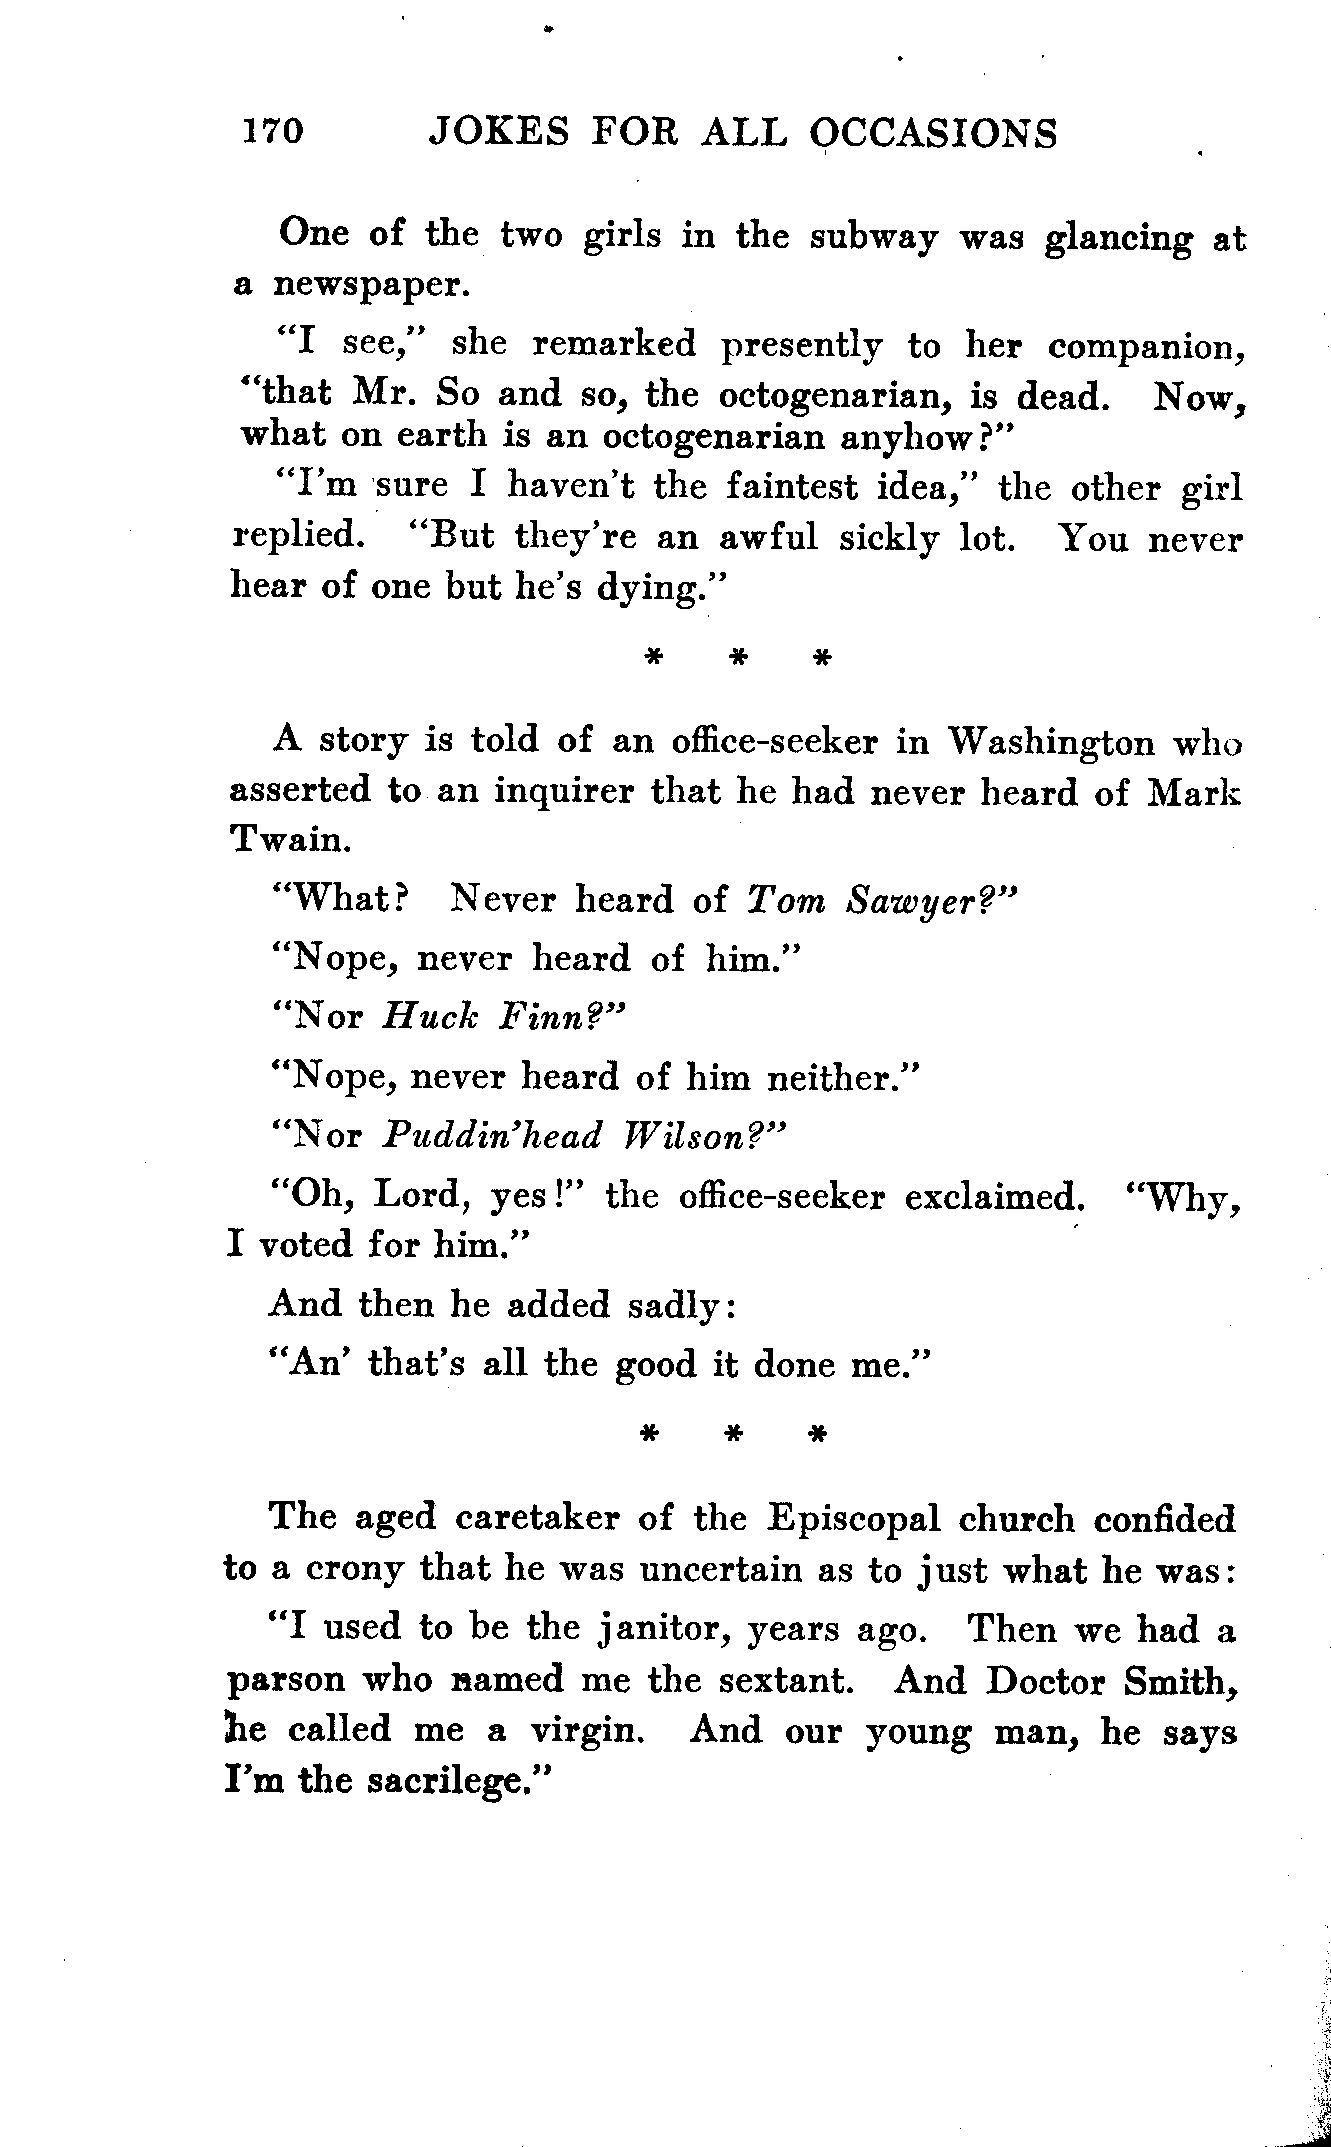 170 JOKES FOR ALL OCCASIONS
One of the two girls in the subway was glancing at
a newspaper.
“I see,” she remarked presently to her companion,
“that Mr. So and so, the octogenarian, is dead. Now,
what on earth is an octogenarian anyhow?”
“I'm sure I haven't the faintest idea,” the other girl
replied. “But they're an awful sickly lot. You never
hear of one but he's dying.”
* * *
A story is told of an office-seeker in Washington who
asserted to an inquirer that he had never heard of Mark
Twain.
“What? Never heard of Tom Sawyer?”
“Nope, never heard of him.”
“Nor Huck Finn?”
“Nope, never heard of him neither.”
“Nor Puddin'head Wilson?”
“Oh, Lord, yes!” the office-seeker exclaimed. “Why,
I voted for him.”
And then he added sadly:
“An' that's all the good it done me.”
* * *
The aged caretaker of the Episcopal church confided
to a crony that he was uncertain as to just what he was:
“I used to be the janitor, years ago. Then we had a
parson who named me the sextant. And Doctor Smith,
he called me a virgin. And our young man, he says
I'm the sacrilege.”